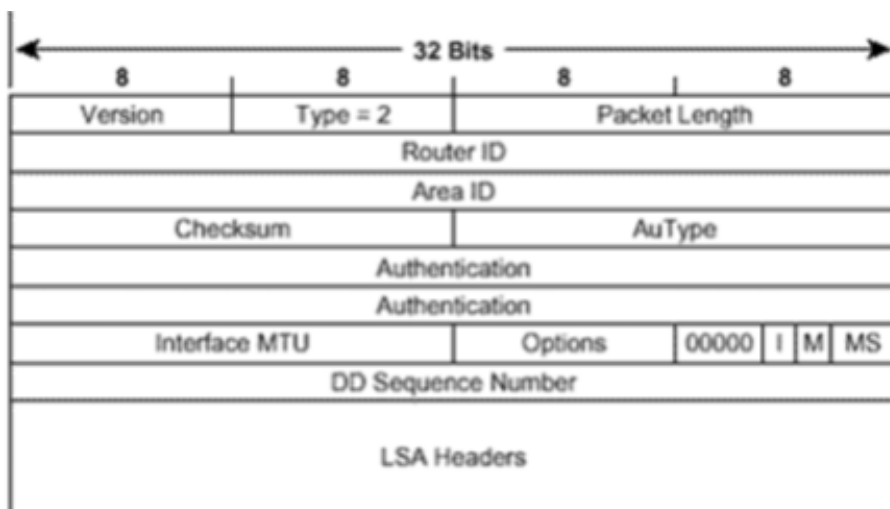 32 Bits
8 8 8 8
Version Type = 2 Packet Length
Router ID
Area ID
Checksum AuType
Authentication
Authentication
Interface MTU Options 00000 I M MS
DD Sequence Number
LSA Headers